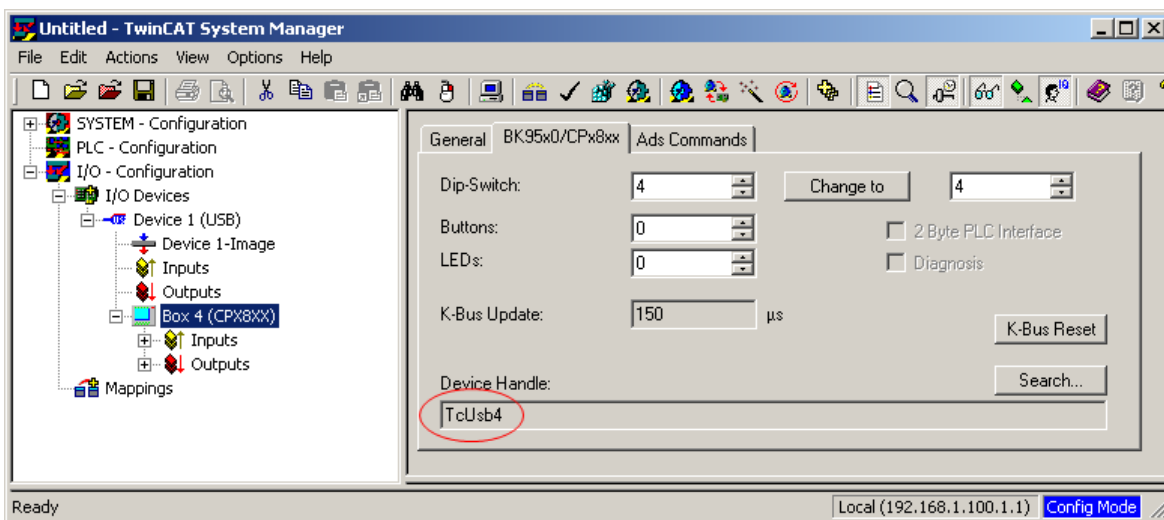 Untitled - TwinCAT System Manager
File Edit Actions View Options Help
SYSTEM - Configuration
PLC - Configuration
I/O - Configuration
I/O Devices
Device 1 (USB)
Device 1-Image
Inputs
Outputs
Box 4 (CPX8XX)
Inputs
Outputs
Mappings
General BK95x0/CPx8xx Ads Commands
Dip-Switch: 4 Change to 4
Buttons: 0 2 Byte PLC Interface
LEDs: 0 Diagnosis
K-Bus Update: 150 µs
K-Bus Reset
Device Handle: Search...
TcUsb4
Ready Local (192.168.1.100.1.1) Config Mode